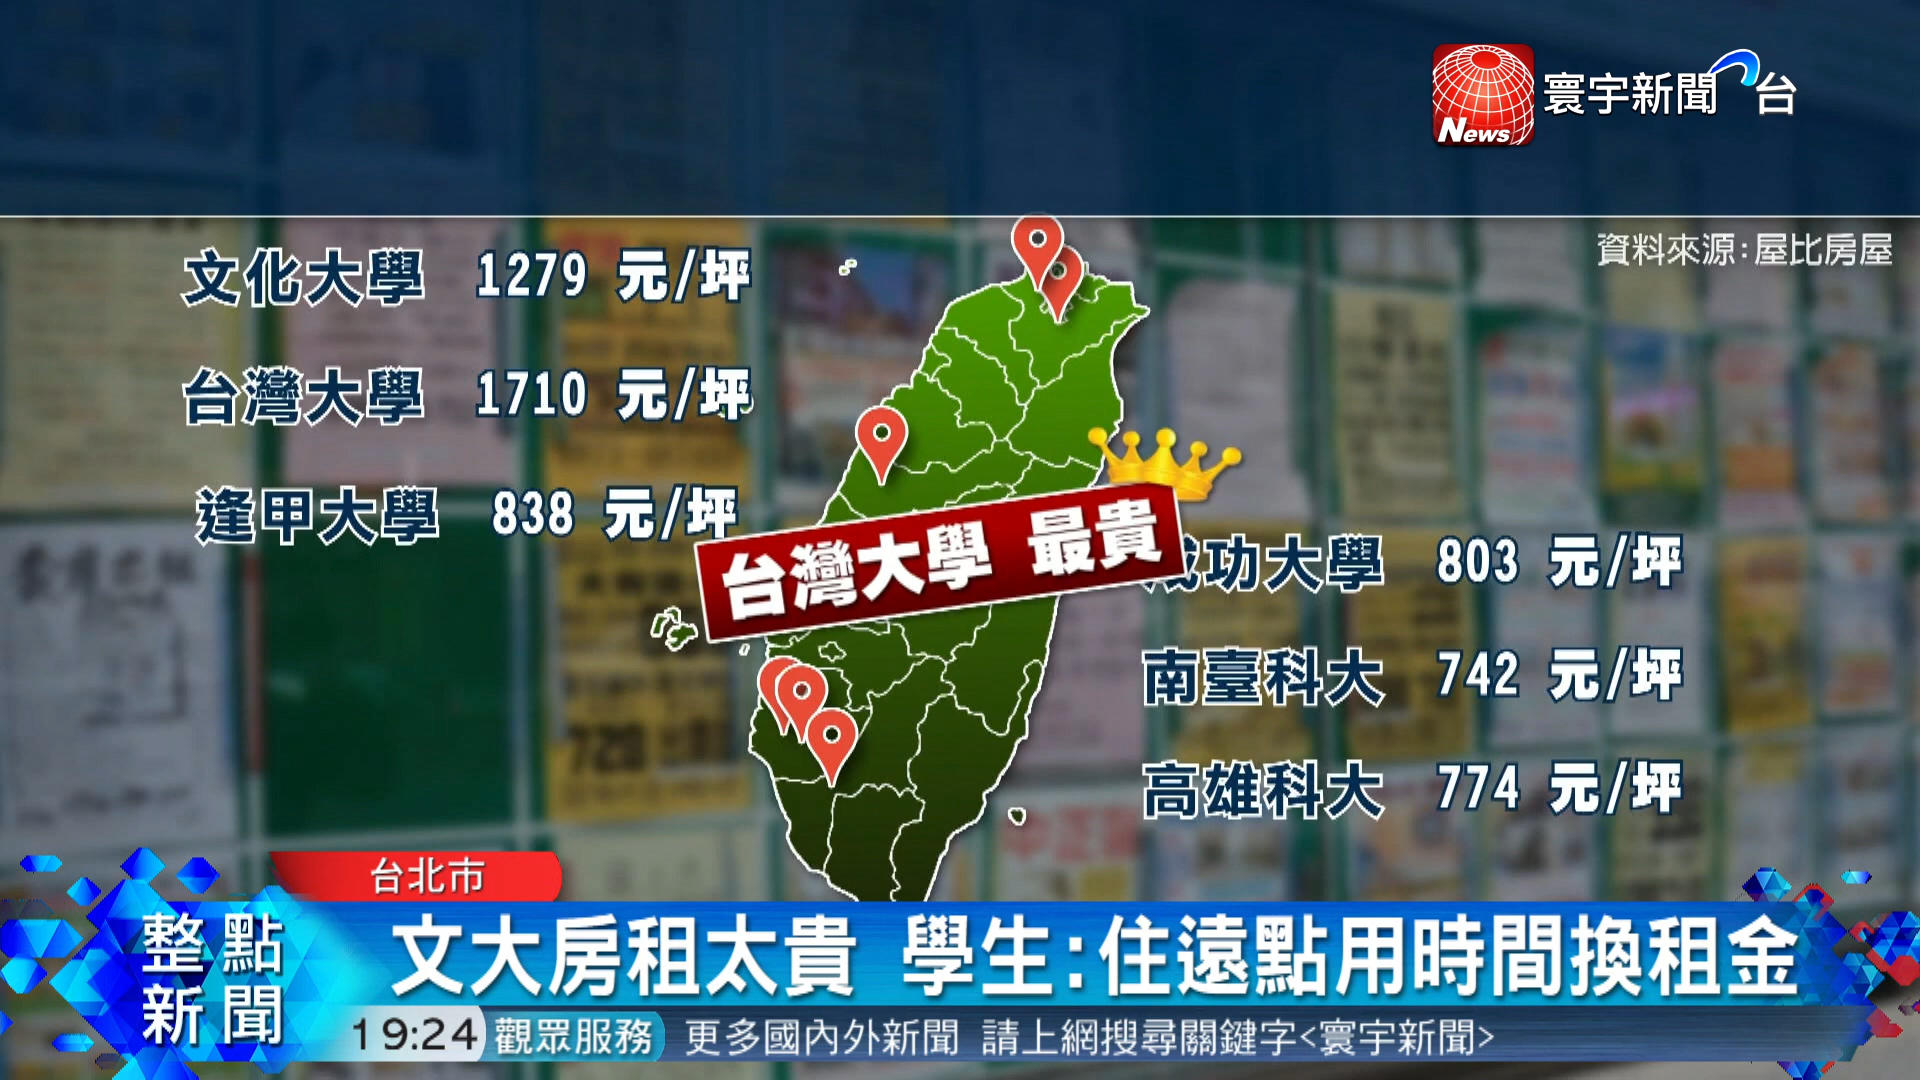 News 寰宇新聞台
資料來源:屋比房屋
文化大學 1279 元/坪
台灣大學 1710 元/坪
逢甲大學 838 元/坪
台灣大學 最貴
成功大學 803 元/坪
南臺科大 742 元/坪
高雄科大 774 元/坪
720
台北市
整點新聞
文大房租太貴 學生:住遠點用時間換租金
19:24 觀眾服務 更多國內外新聞 請上網搜尋關鍵字<寰宇新聞>